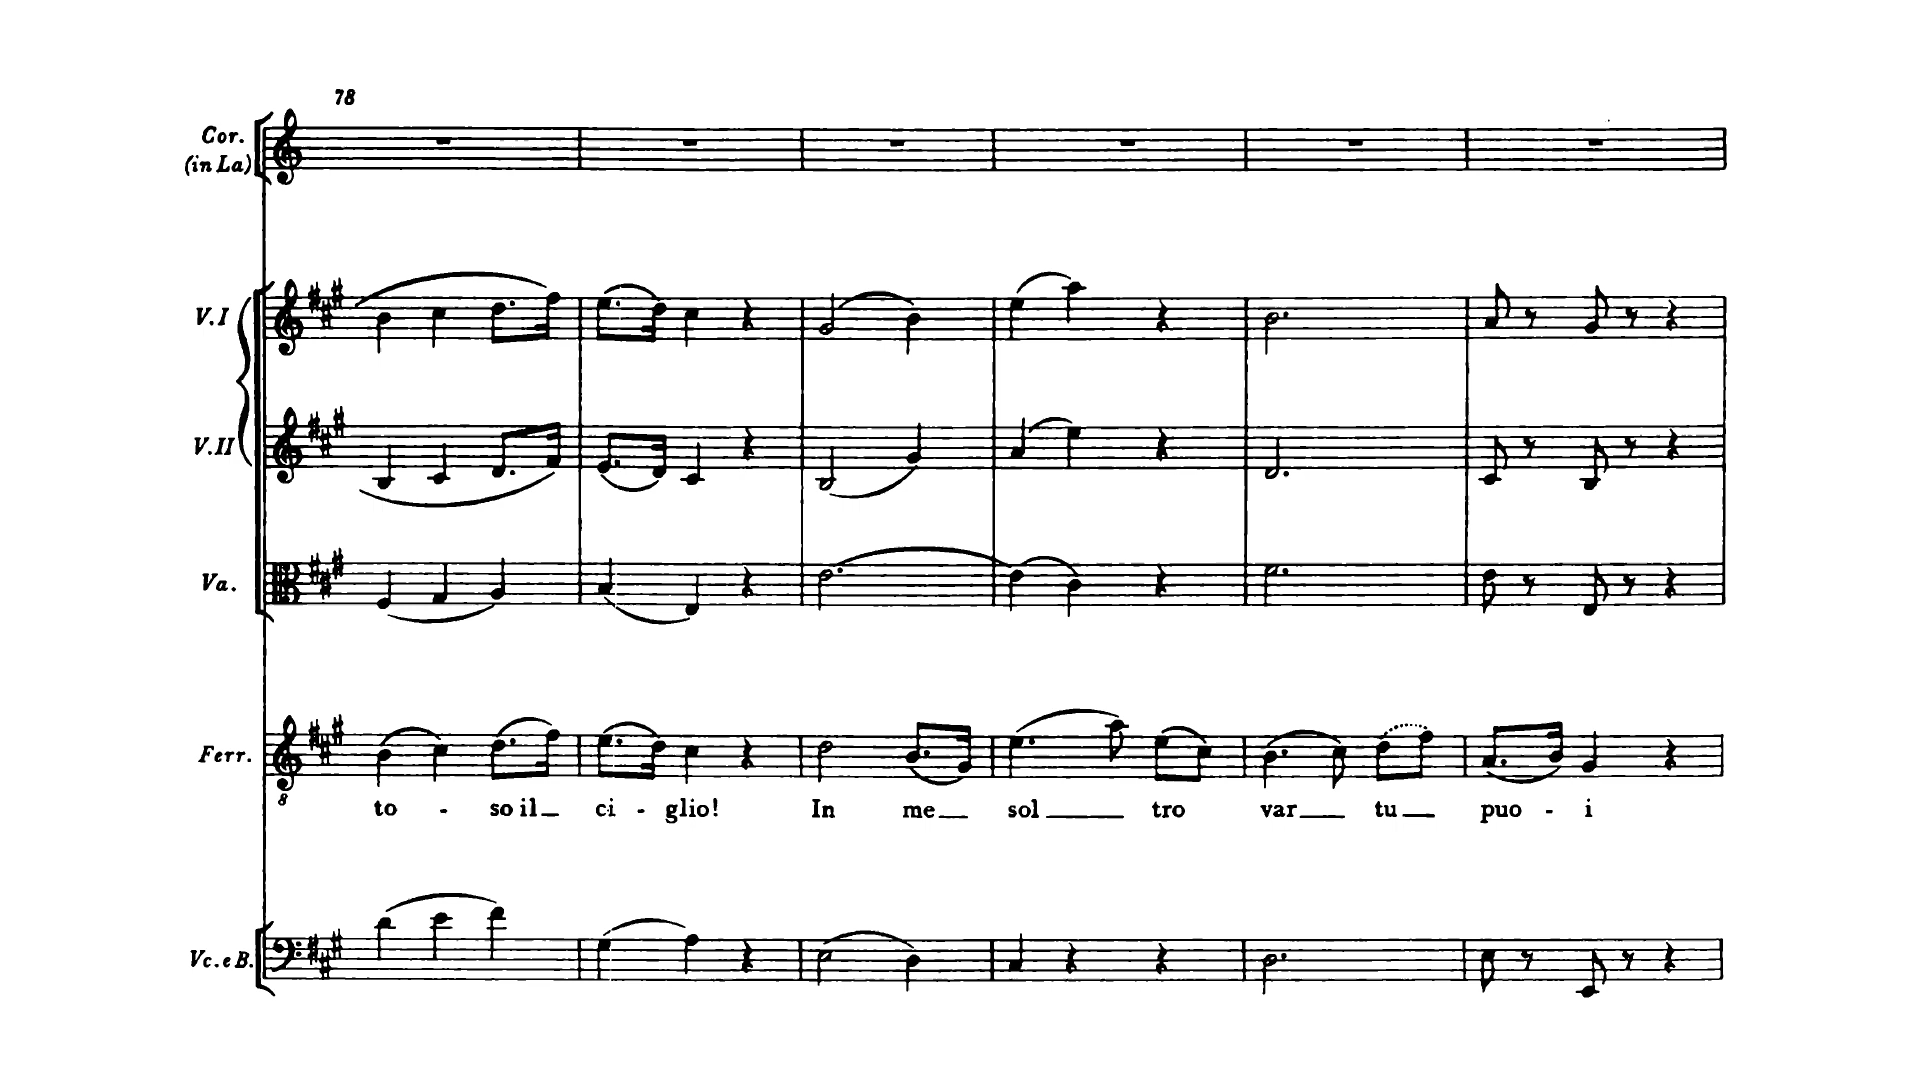 78
Cor.
(in La)
V.I
V.II
Va.
Ferr.
8
to - so il ci - glio! In me sol tro var tu puo - i
Vc. e B.